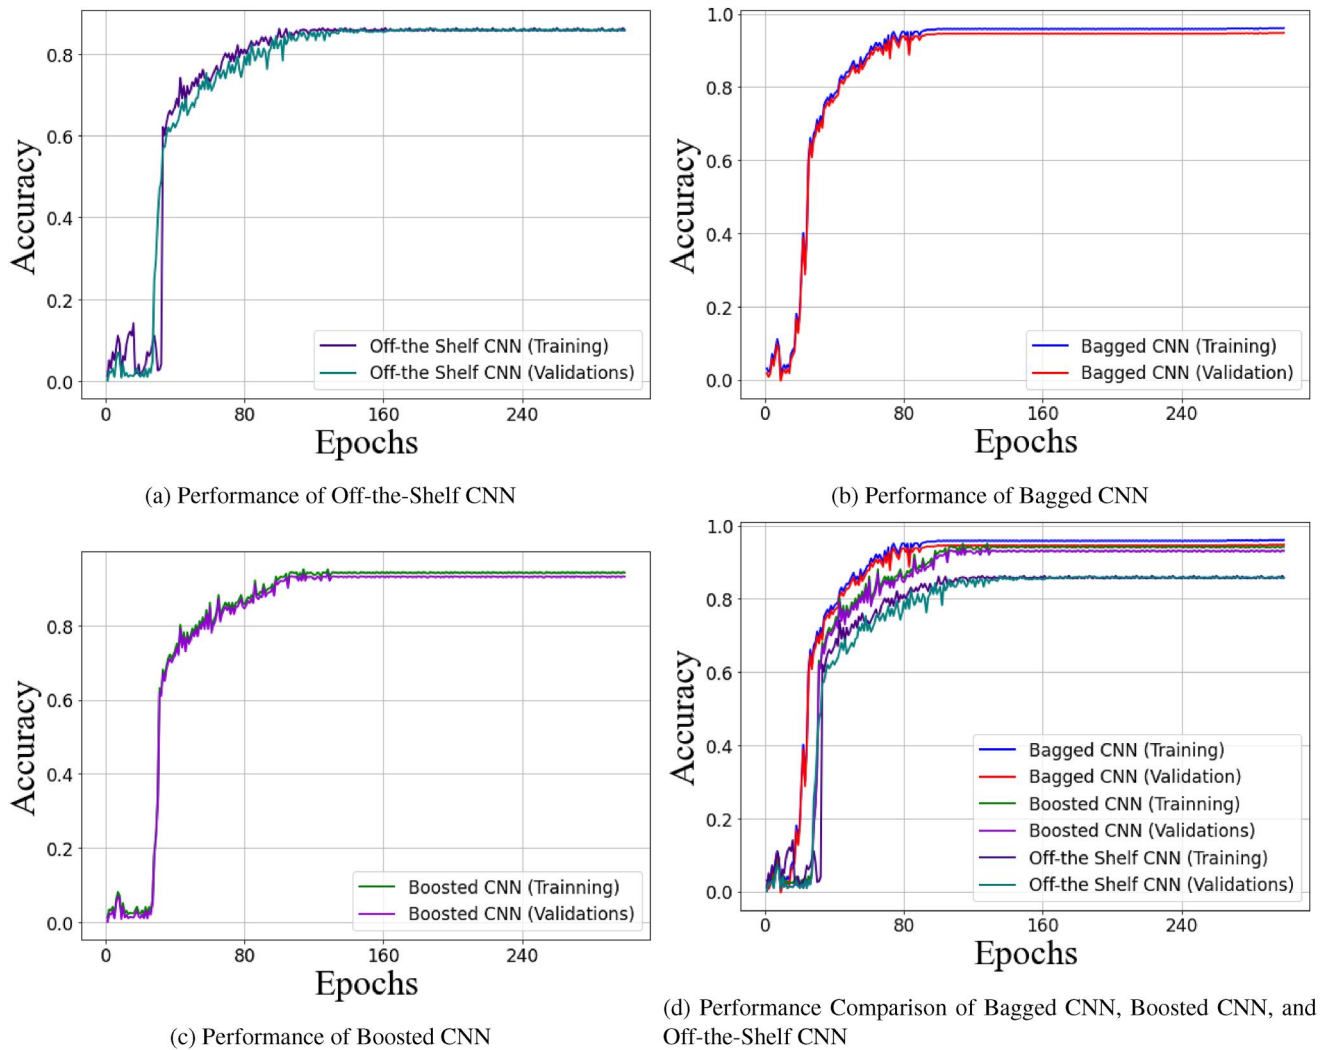 0.8
0.6
0.4
0.2
0.0
Accuracy
Off-the Shelf CNN (Training)
Off-the Shelf CNN (Validations)
0
80
160
240
Epochs
(a) Performance of Off-the-Shelf CNN
1.0
0.8
0.6
0.4
0.2
0.0
Accuracy
Bagged CNN (Training)
Bagged CNN (Validation)
0
80
160
240
Epochs
(b) Performance of Bagged CNN
0.8
0.6
0.4
0.2
0.0
Accuracy
Boosted CNN (Trainning)
Boosted CNN (Validations)
0
80
160
240
Epochs
(c) Performance of Boosted CNN
1.0
0.8
0.6
0.4
0.2
0.0
Accuracy
Bagged CNN (Training)
Bagged CNN (Validation)
Boosted CNN (Trainning)
Boosted CNN (Validations)
Off-the Shelf CNN (Training)
Off-the Shelf CNN (Validations)
0
80
160
240
Epochs
(d) Performance Comparison of Bagged CNN, Boosted CNN, and
Off-the-Shelf CNN